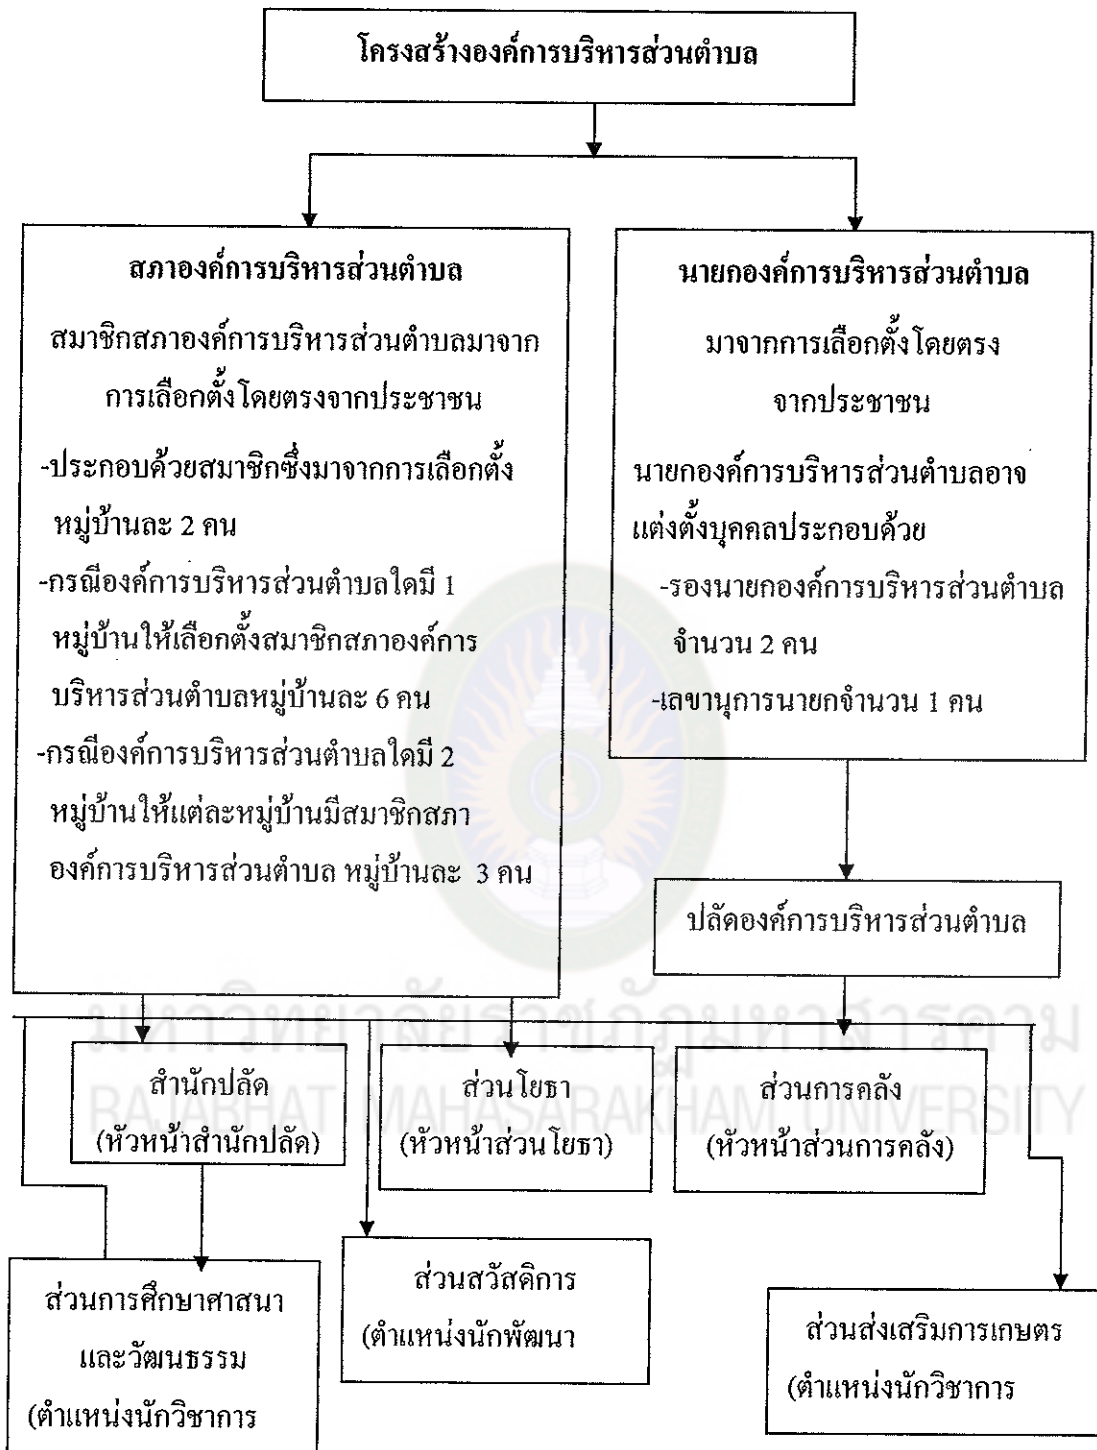 โครงสร้างองค์การบริหารส่วนตำบล
สภาองค์การบริหารส่วนตำบล
สมาชิกสภาองค์การบริหารส่วนตำบลมาจาก
การเลือกตั้งโดยตรงจากประชาชน
-ประกอบด้วยสมาชิกซึ่งมาจากการเลือกตั้ง
หมู่บ้านละ 2 คน
-กรณีองค์การบริหารส่วนตำบลใดมี 1
หมู่บ้านให้เลือกตั้งสมาชิกสภาองค์การ
บริหารส่วนตำบลหมู่บ้านละ 6 คน
-กรณีองค์การบริหารส่วนตำบลใดมี 2
หมู่บ้านให้แต่ละหมู่บ้านมีสมาชิกสภา
องค์การบริหารส่วนตำบล หมู่บ้านละ 3 คน
นายกองค์การบริหารส่วนตำบล
มาจากการเลือกตั้งโดยตรง
จากประชาชน
นายกองค์การบริหารส่วนตำบลอาจ
แต่งตั้งบุคคลประกอบด้วย
-รองนายกองค์การบริหารส่วนตำบล
จำนวน 2 คน
-เลขานุการนายกจำนวน 1 คน
ปลัดองค์การบริหารส่วนตำบล
มหาวิทยาลัยราชภัฏมหาสารคาม
RAJABHAT MAHASARAKHAM UNIVERSITY
สำนักปลัด
(หัวหน้าสำนักปลัด)
ส่วนโยธา
(หัวหน้าส่วนโยธา)
ส่วนการคลัง
(หัวหน้าส่วนการคลัง)
ส่วนการศึกษาศาสนา
และวัฒนธรรม
(ตำแหน่งนักวิชาการ
ส่วนสวัสดิการ
(ตำแหน่งนักพัฒนา
ส่วนส่งเสริมการเกษตร
(ตำแหน่งนักวิชาการ